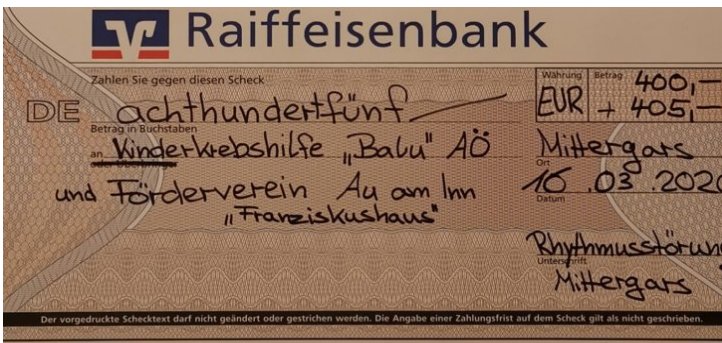 Raiffeisenbank
Zahlen Sie gegen diesen Scheck
Währung Betrag
DE achthundertfünf
EUR 400,—
+ 405,—
Betrag in Buchstaben
an Kinderkrebshilfe „Balu" AÖ
Mittergars
Ort
und Förderverein Au am Inn
16.03.2020
Datum
„Franziskushaus"
Rhythmusstörun
Unterschrift
Mittergars
Der vorgedruckte Schecktext darf nicht geändert oder gestrichen werden. Die Angabe einer Zahlungsfrist auf dem Scheck gilt als nicht geschrieben.